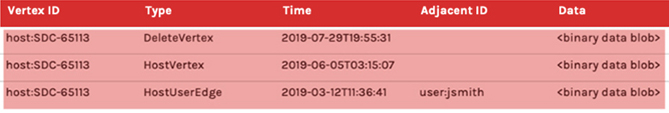 Vertex ID Type Time Adjacent ID Data
host:SDC-65113 DeleteVertex 2019-07-29T19:55:31 <binary data blob>
host:SDC-65113 HostVertex 2019-06-05T03:15:07 <binary data blob>
host:SDC-65113 HostUserEdge 2019-03-12T11:36:41 user:jsmith <binary data blob>